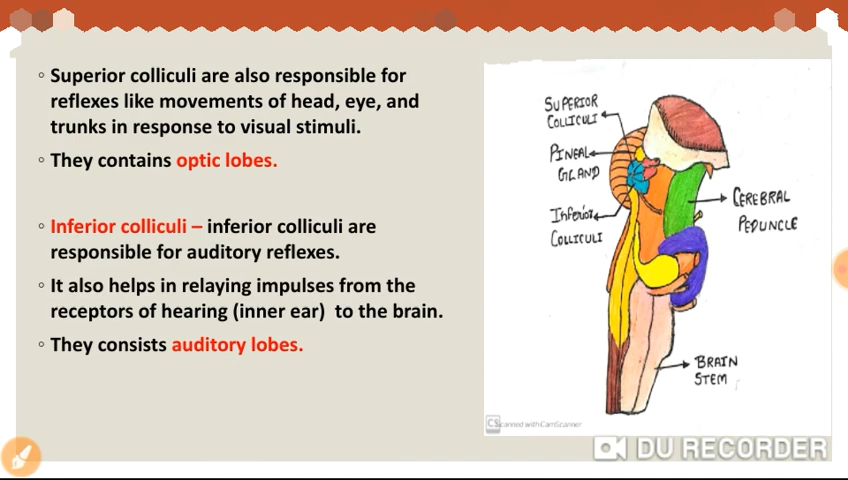 ◦ Superior colliculi are also responsible for
reflexes like movements of head, eye, and
trunks in response to visual stimuli.
◦ They contains optic lobes.
◦ Inferior colliculi – inferior colliculi are
responsible for auditory reflexes.
◦ It also helps in relaying impulses from the
receptors of hearing (inner ear)  to the brain.
◦ They consists auditory lobes.
SUPERIOR
COLLICULI
PINEAL
GLAND
Inferior
COLLICULI
CEREBRAL
PEDUNCLE
BRAIN
STEM
CS Scanned with CamScanner
DU RECORDER